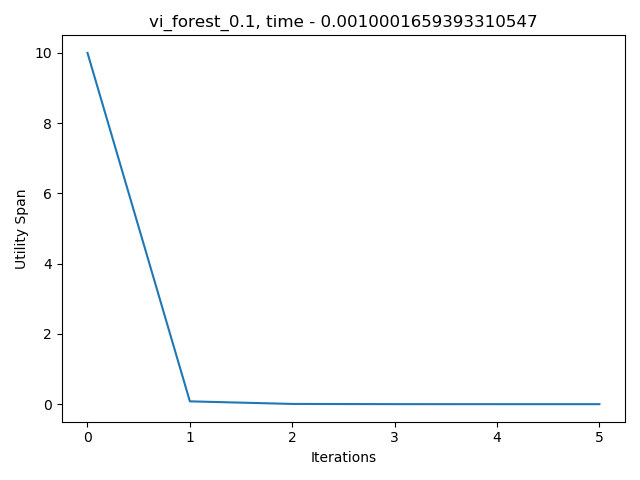 vi_forest_0.1, time - 0.0010001659393310547
10
8
6
4
2
0
Utility Span
0 1 2 3 4 5
Iterations